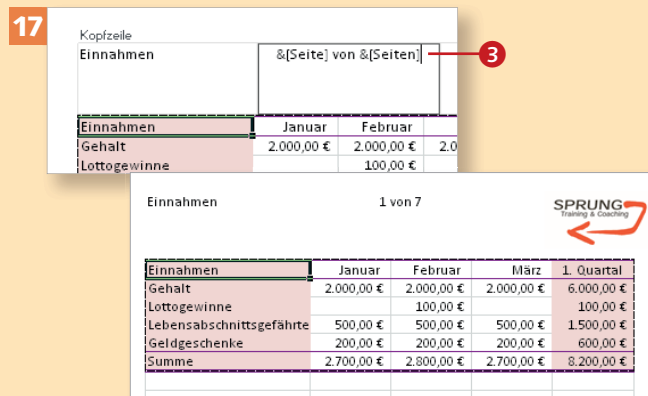 17
Kopfzeile
Einnahmen &[Seite] von &[Seiten] 3
Einnahmen Januar Februar
Gehalt 2.000,00 € 2.000,00 € 2.0
Lottogewinne 100,00 €
Einnahmen 1 von 7 SPRUNG
Training & Coaching
Einnahmen Januar Februar März 1. Quartal
Gehalt 2.000,00 € 2.000,00 € 2.000,00 € 6.000,00 €
Lottogewinne 100,00 € 100,00 €
Lebensabschnittsgefährte 500,00 € 500,00 € 500,00 € 1.500,00 €
Geldgeschenke 200,00 € 200,00 € 200,00 € 600,00 €
Summe 2.700,00 € 2.800,00 € 2.700,00 € 8.200,00 €